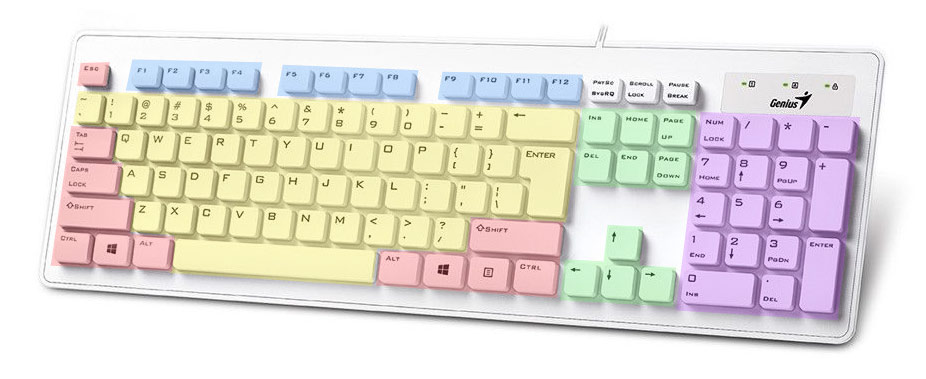 Esc F1 F2 F3 F4 F5 F6 F7 F8 F9 F10 F11 F12 PrtSc SysRQ Scroll Lock Pause Break
Genius
~ ` ! 1 @ 2 # 3 $ 4 % 5 ^ 6 & 7 * 8 ( 9 ) 0 _ - + = ← Ins Home Page Up Num Lock / * -
Tab Q W E R T Y U I O P { [ } ] Enter Del End Page Down 7 Home 8 ↑ 9 PgUp +
Caps Lock A S D F G H J K L : ; " ' | \ 4 ← 5 6 →
⇧Shift Z X C V B N M < , > . ? / ⇧Shift ↑ 1 End 2 ↓ 3 PgDn Enter
Ctrl Alt Alt Ctrl ← ↓ → 0 Ins . Del